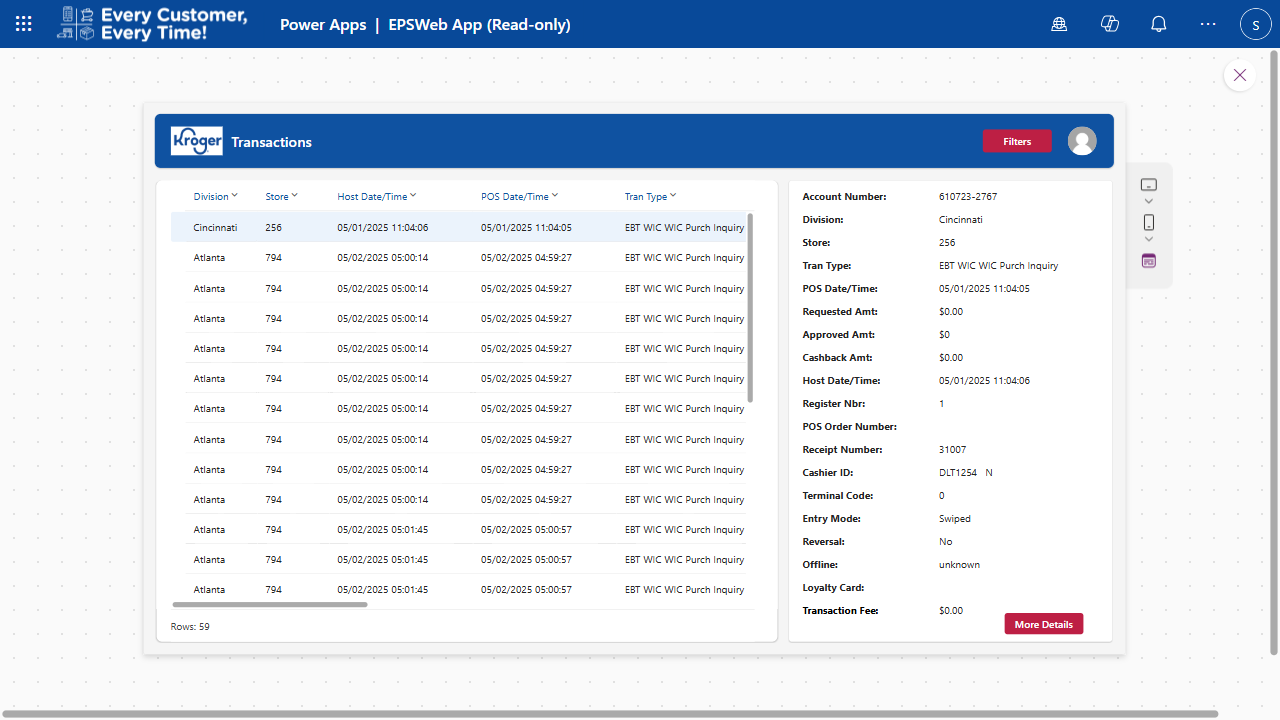 Every Customer,
Every Time!
Power Apps | EPSWeb App (Read-only)
S
Kroger Transactions
Filters
Division Store Host Date/Time POS Date/Time Tran Type
Cincinnati 256 05/01/2025 11:04:06 05/01/2025 11:04:05 EBT WIC WIC Purch Inquiry
Atlanta 794 05/02/2025 05:00:14 05/02/2025 04:59:27 EBT WIC WIC Purch Inquiry
Atlanta 794 05/02/2025 05:00:14 05/02/2025 04:59:27 EBT WIC WIC Purch Inquiry
Atlanta 794 05/02/2025 05:00:14 05/02/2025 04:59:27 EBT WIC WIC Purch Inquiry
Atlanta 794 05/02/2025 05:00:14 05/02/2025 04:59:27 EBT WIC WIC Purch Inquiry
Atlanta 794 05/02/2025 05:00:14 05/02/2025 04:59:27 EBT WIC WIC Purch Inquiry
Atlanta 794 05/02/2025 05:00:14 05/02/2025 04:59:27 EBT WIC WIC Purch Inquiry
Atlanta 794 05/02/2025 05:00:14 05/02/2025 04:59:27 EBT WIC WIC Purch Inquiry
Atlanta 794 05/02/2025 05:00:14 05/02/2025 04:59:27 EBT WIC WIC Purch Inquiry
Atlanta 794 05/02/2025 05:00:14 05/02/2025 04:59:27 EBT WIC WIC Purch Inquiry
Atlanta 794 05/02/2025 05:01:45 05/02/2025 05:00:57 EBT WIC WIC Purch Inquiry
Atlanta 794 05/02/2025 05:01:45 05/02/2025 05:00:57 EBT WIC WIC Purch Inquiry
Atlanta 794 05/02/2025 05:01:45 05/02/2025 05:00:57 EBT WIC WIC Purch Inquiry
Rows: 59
Account Number: 610723-2767
Division: Cincinnati
Store: 256
Tran Type: EBT WIC WIC Purch Inquiry
POS Date/Time: 05/01/2025 11:04:05
Requested Amt: $0.00
Approved Amt: $0
Cashback Amt: $0.00
Host Date/Time: 05/01/2025 11:04:06
Register Nbr: 1
POS Order Number:
Receipt Number: 31007
Cashier ID: DLT1254 N
Terminal Code: 0
Entry Mode: Swiped
Reversal: No
Offline: unknown
Loyalty Card:
Transaction Fee: $0.00
More Details